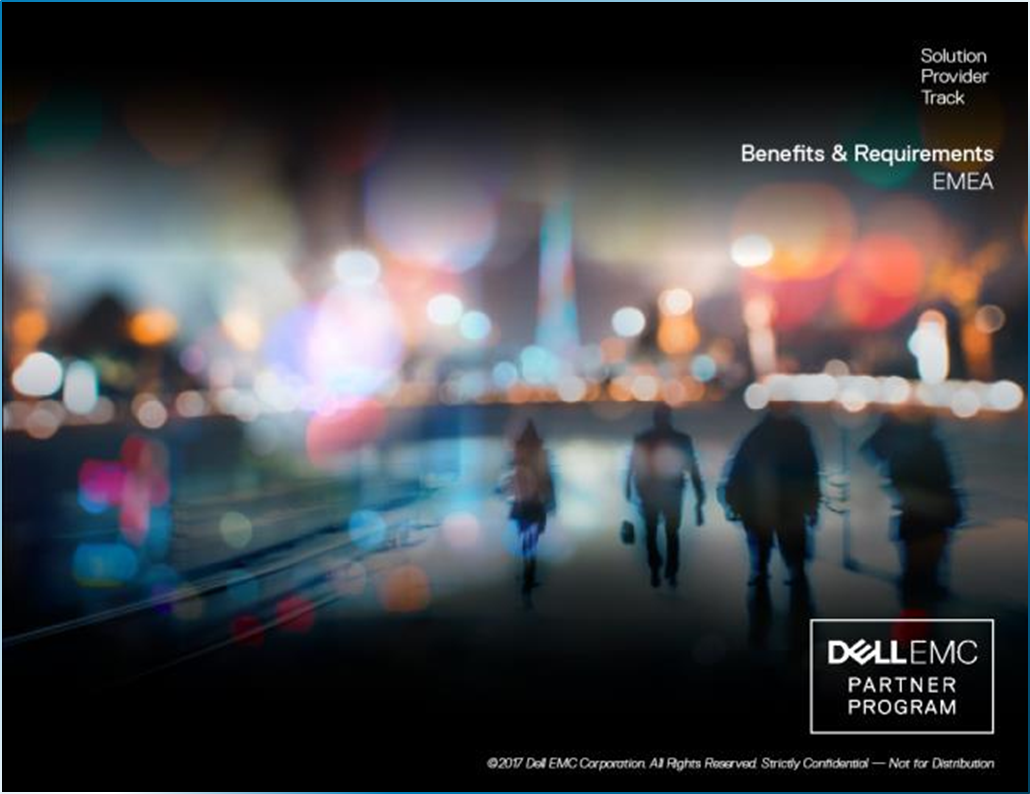 Solution
Provider
Track
Benefits & Requirements
EMEA
DELLEMC
PARTNER
PROGRAM
©2017 Dell EMC Corporation. All Rights Reserved. Strictly Confidential — Not for Distribution